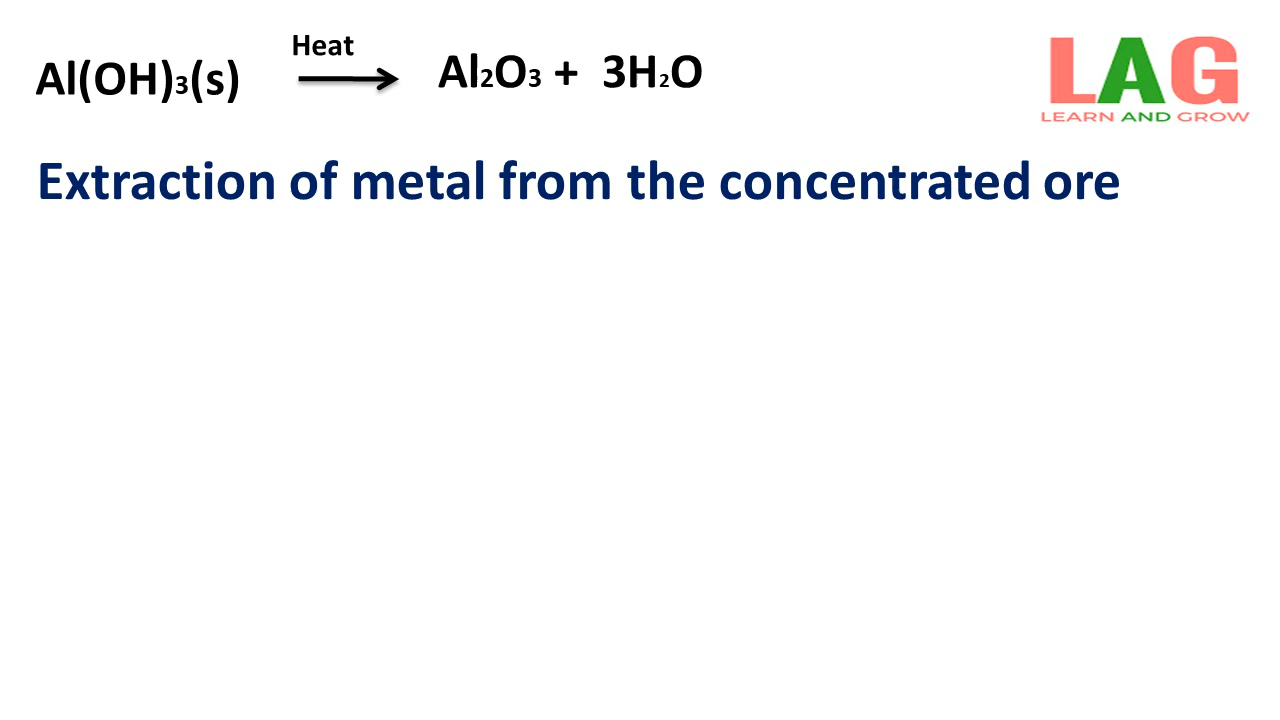 Al(OH)3(s) Heat Al2O3 + 3H2O
LAG
LEARN AND GROW
Extraction of metal from the concentrated ore